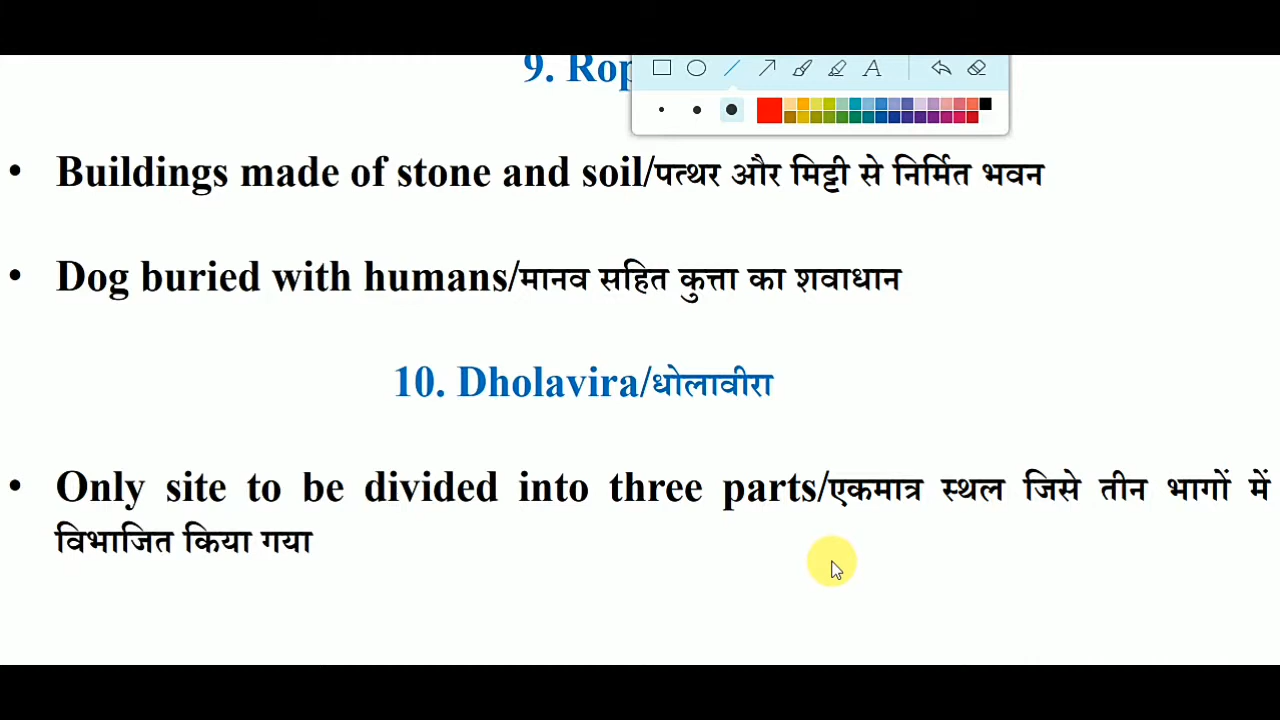 9. Rop
• Buildings made of stone and soil/पत्थर और मिट्टी से निर्मित भवन
• Dog buried with humans/मानव सहित कुत्ता का शवाधान
10. Dholavira/धोलावीरा
• Only site to be divided into three parts/एकमात्र स्थल जिसे तीन भागों में
विभाजित किया गया